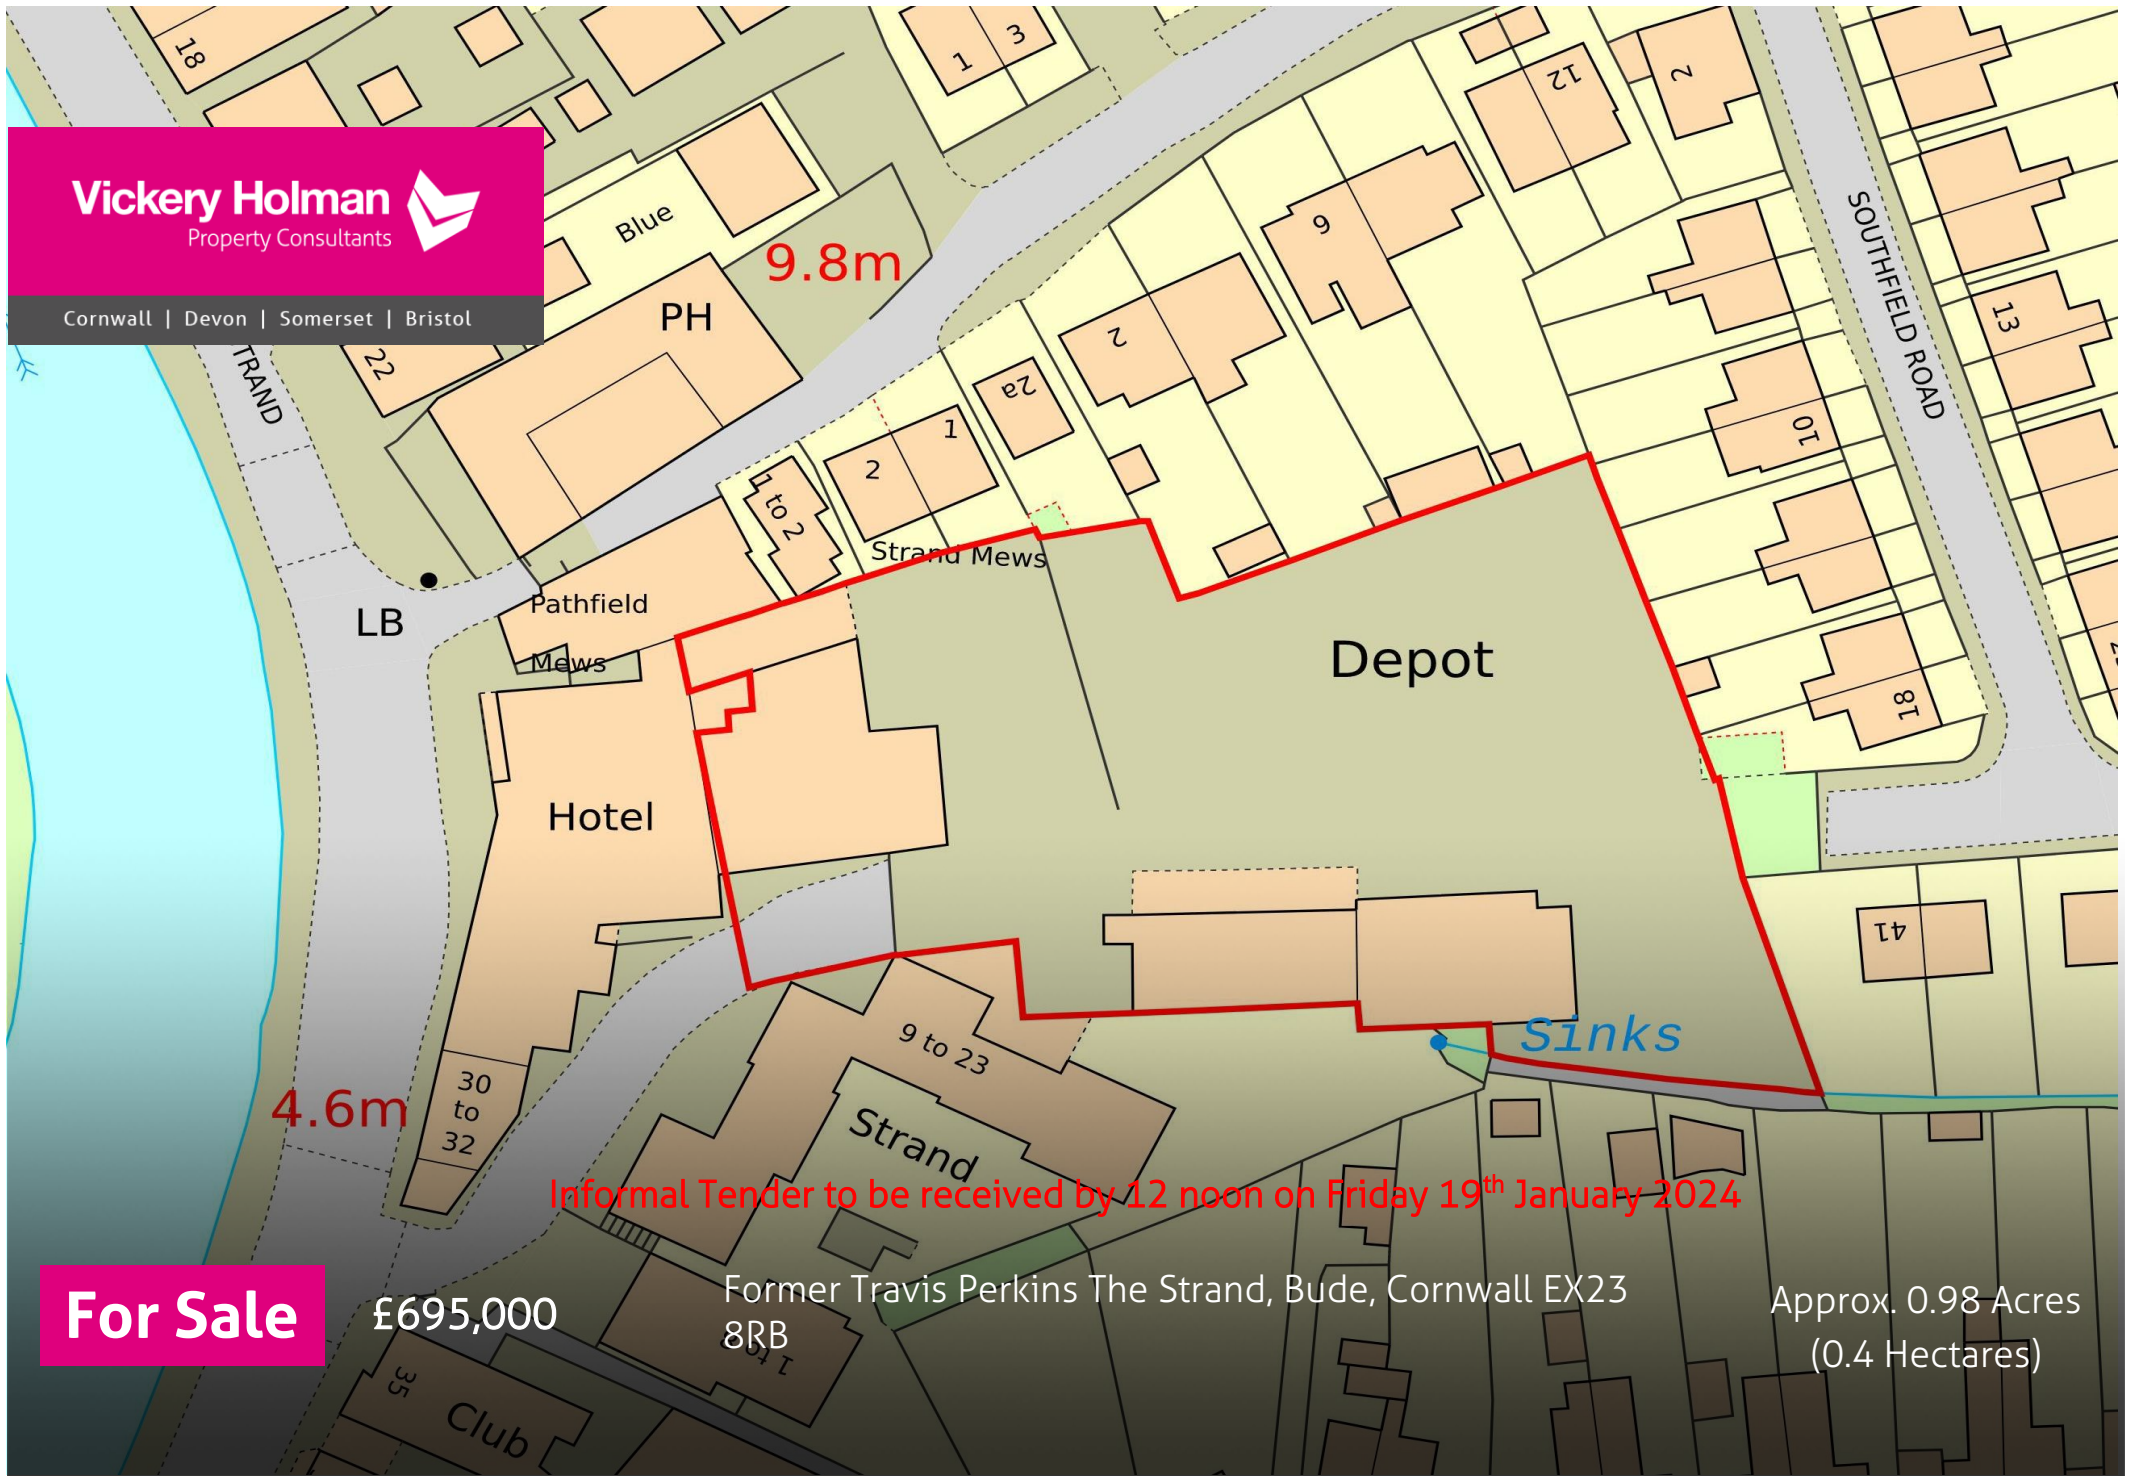 18
1
3
12
2
Vickery Holman
Property Consultants
Cornwall | Devon | Somerset | Bristol
Blue
9.8m
PH
6
SOUTHFIELD ROAD
13
22
TRAND
2
2a
1
2
10
1 to 2
Strand Mews
LB
Pathfield
Mews
Depot
18
Hotel
41
Sinks
9 to 23
30
to
32
4.6m
Strand
Informal Tender to be received by 12 noon on Friday 19th January 2024
For Sale
£695,000
Former Travis Perkins The Strand, Bude, Cornwall EX23
8RB
Approx. 0.98 Acres
(0.4 Hectares)
1 to 8
35
Club